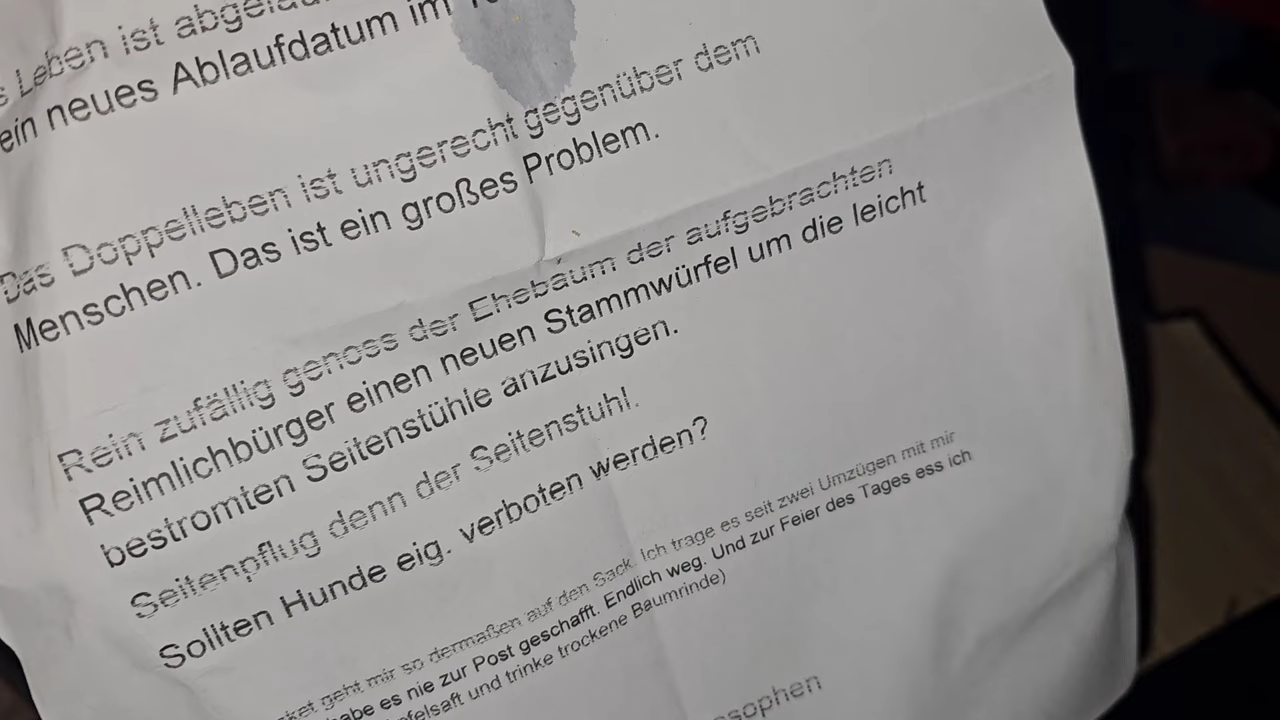 Leben ist
ein neues Ablaufdatum im
Das Doppelleben ist ungerecht gegenüber dem
Menschen. Das ist ein großes Problem.
Rein zufällig genoss der Ehebaum der aufgebrachten
Reimlichbürger einen neuen Stammwürfel um die leicht
bestromten Seitenstühle anzusingen.
Seitenpflug denn der Seitenstuhl.
Sollten Hunde eig. verboten werden?
geht mir so dermaßen auf den Sack. Ich trage es seit zwei Umzügen mit mir
habe es nie zur Post geschafft. Endlich weg. Und zur Feier des Tages ess ich
und trinke trockene Baumrinde)